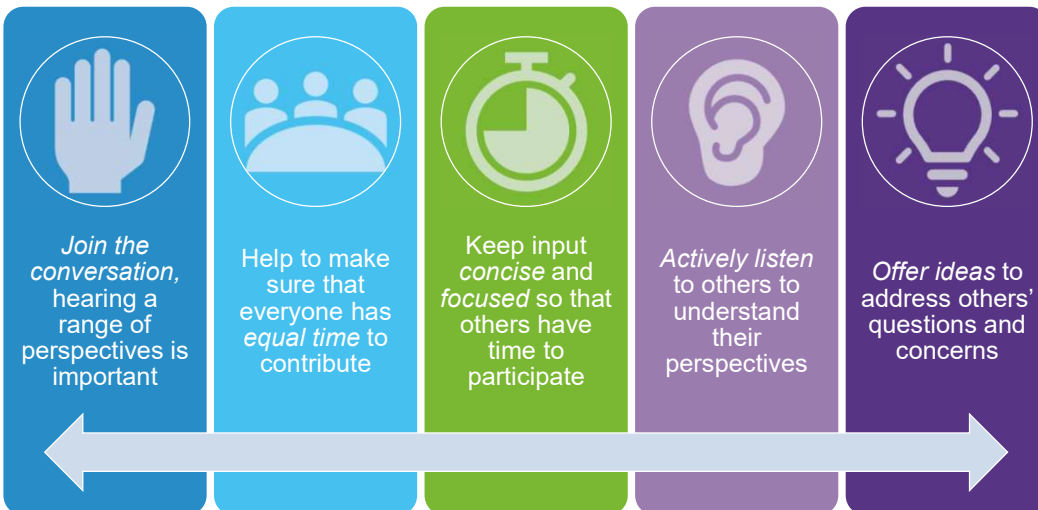 Join the
conversation,
hearing a
range of
perspectives is
important
Help to make
sure that
everyone has
equal time to
contribute
Keep input
concise and
focused so that
others have
time to
participate
Actively listen
to others to
understand
their
perspectives
Offer ideas to
address others’
questions and
concerns